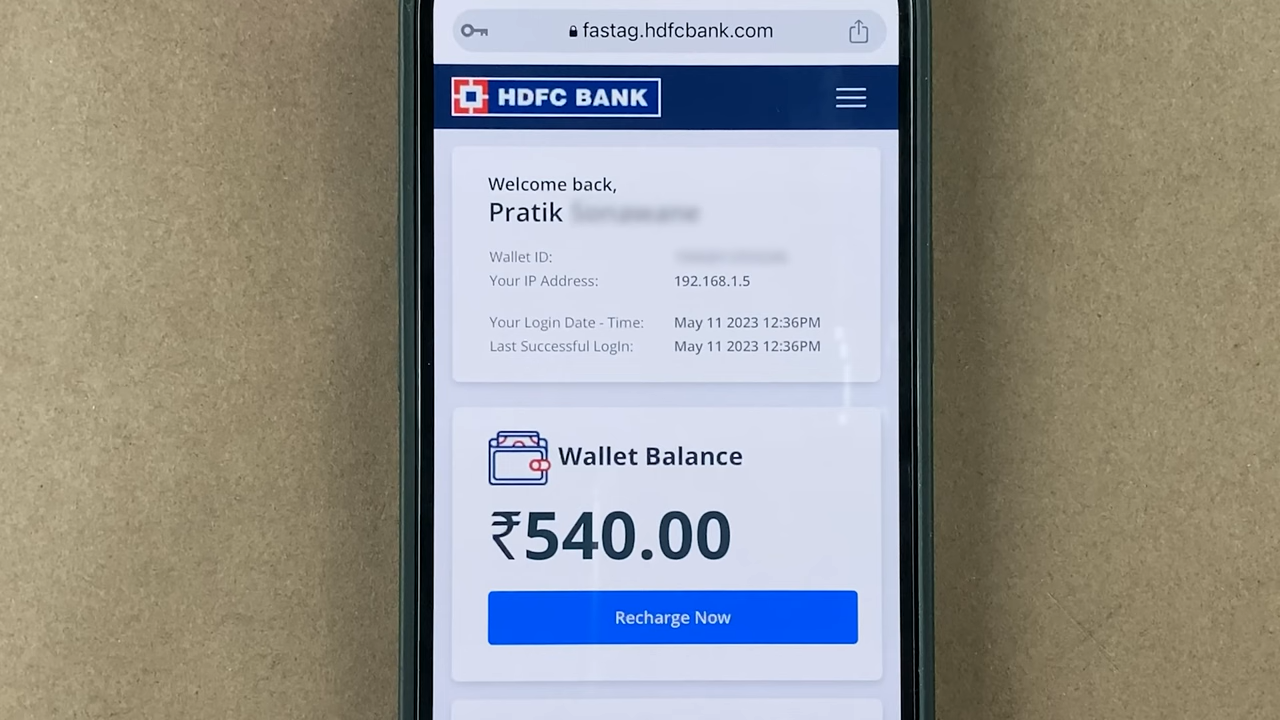 fastag.hdfcbank.com
HDFC BANK
Welcome back,
Pratik
Wallet ID:
Your IP Address: 192.168.1.5
Your Login Date - Time: May 11 2023 12:36PM
Last Successful LogIn: May 11 2023 12:36PM
Wallet Balance
₹540.00
Recharge Now